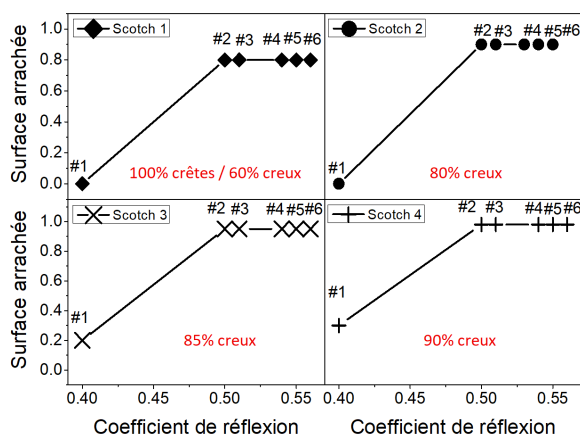 Surface arrachée
1.0
0.8
0.6
0.4
0.2
0.0
Scotch 1
#1
#2 #3 #4 #5 #6
100% crêtes / 60% creux
Scotch 2
#1
#2 #3 #4 #5 #6
80% creux
Surface arrachée
1.0
0.8
0.6
0.4
0.2
0.0
Scotch 3
#1
#2 #3 #4 #5 #6
85% creux
Scotch 4
#1
#2 #3 #4 #5 #6
90% creux
0.40 0.45 0.50 0.55
0.40 0.45 0.50 0.55
Coefficient de réflexion
Coefficient de réflexion